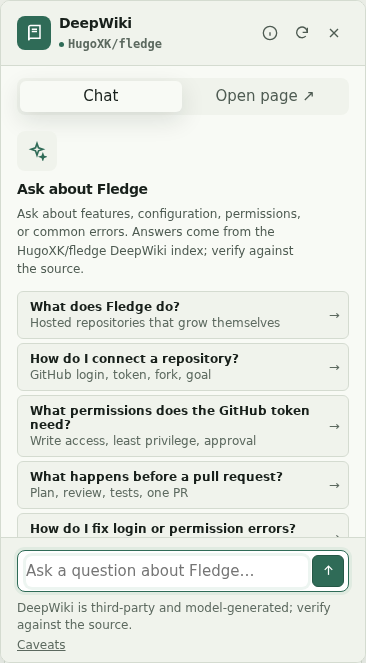 DeepWiki
HugoXK/fledge
Chat
Open page ↗
Ask about Fledge
Ask about features, configuration, permissions,
or common errors. Answers come from the
HugoXK/fledge DeepWiki index; verify against
the source.
What does Fledge do?
Hosted repositories that grow themselves
→
How do I connect a repository?
GitHub login, token, fork, goal
→
What permissions does the GitHub token
need?
Write access, least privilege, approval
→
What happens before a pull request?
Plan, review, tests, one PR
→
How do I fix login or permission errors?
Ask a question about Fledge...
DeepWiki is third-party and model-generated; verify
against the source.
Caveats